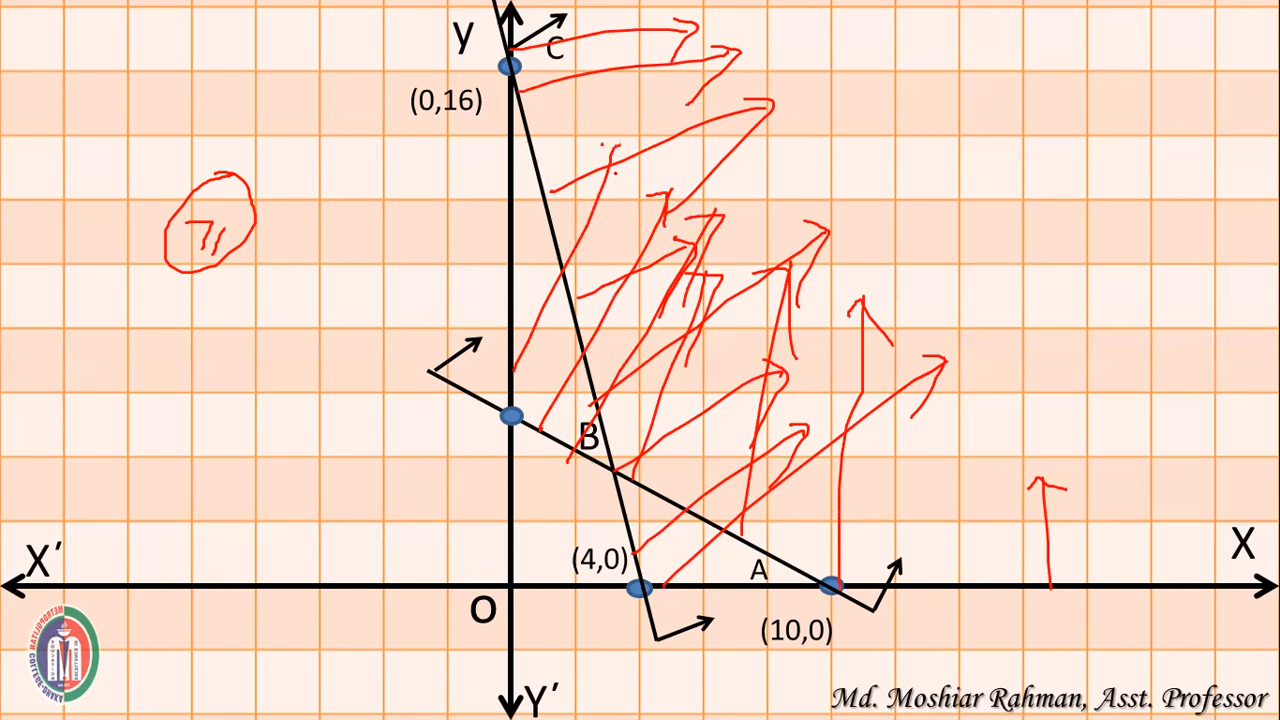 y
C
(0,16)
B
(4,0)
A
X
X′
O
(10,0)
Y′
Md. Moshiar Rahman, Asst. Professor